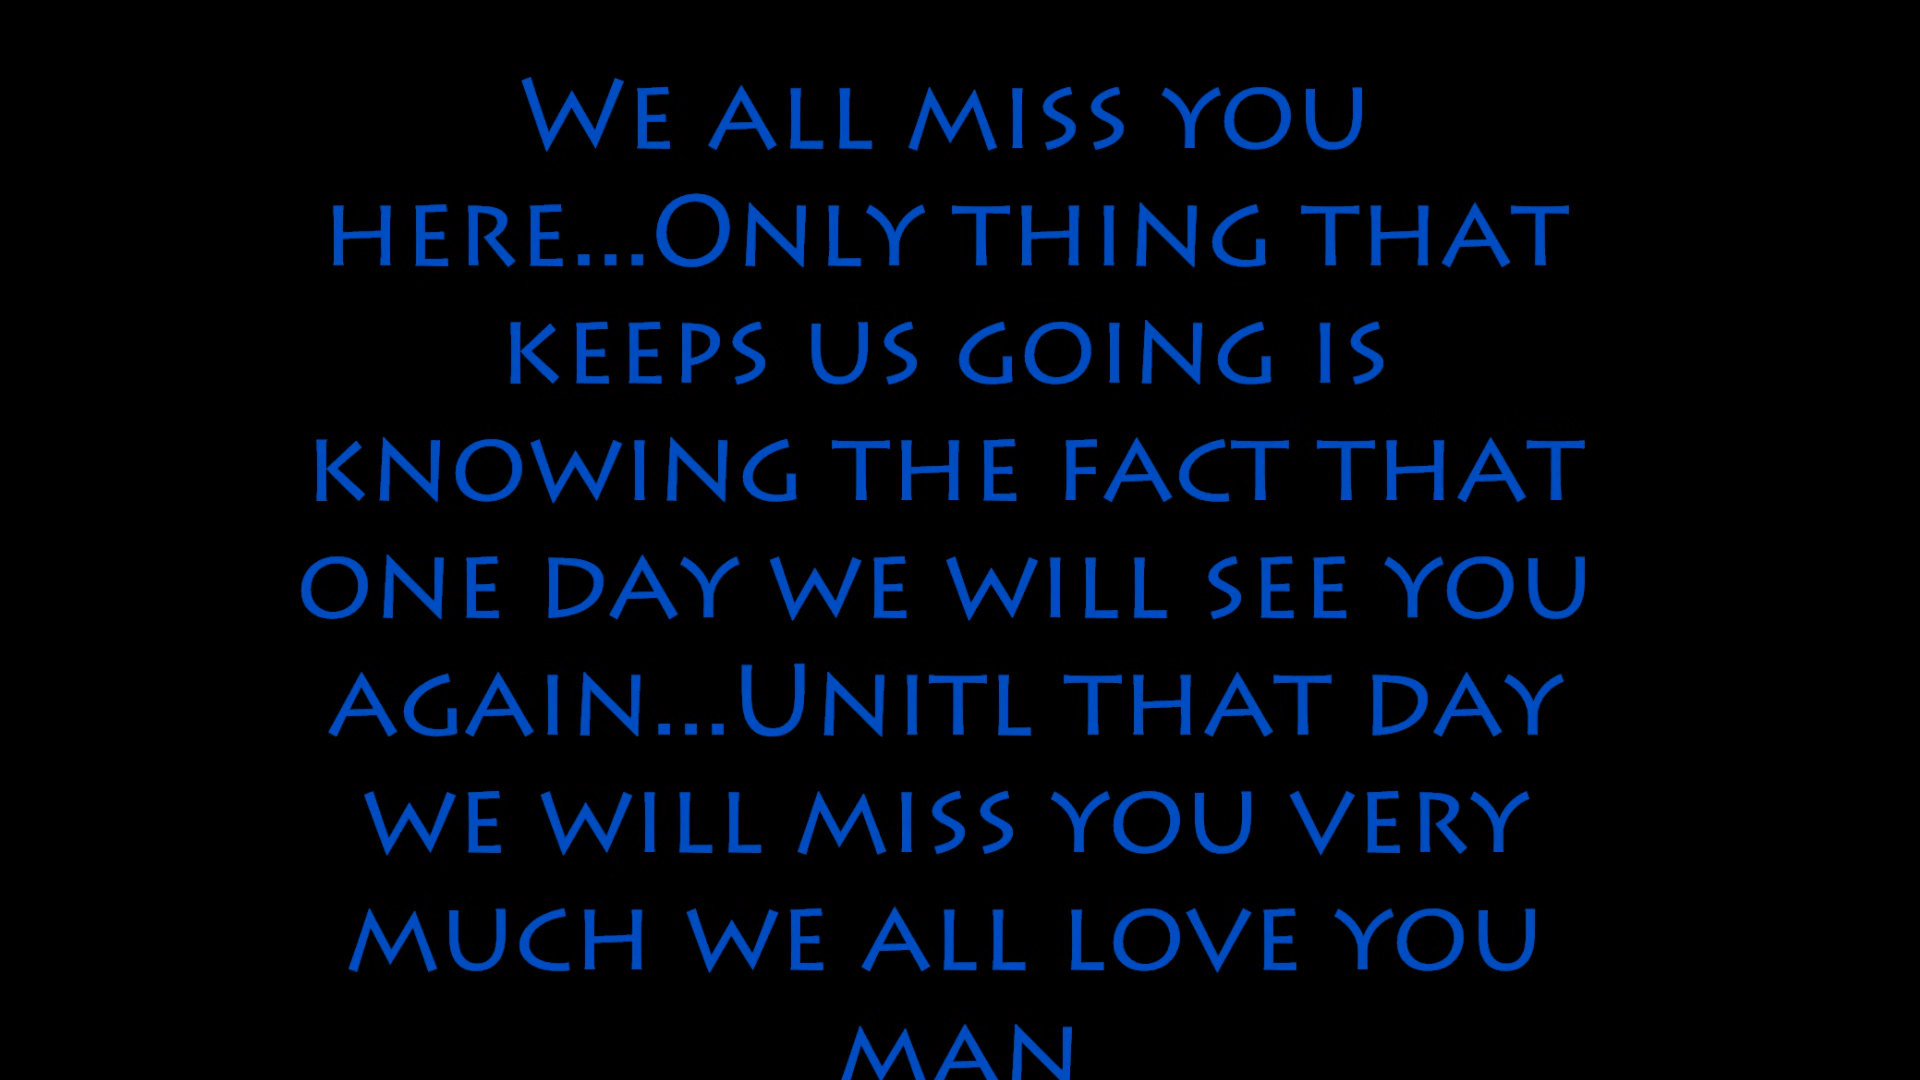 We all miss you
here...Only thing that
keeps us going is
knowing the fact that
one day we will see you
again...Unitl that day
we will miss you very
much we all love you
man